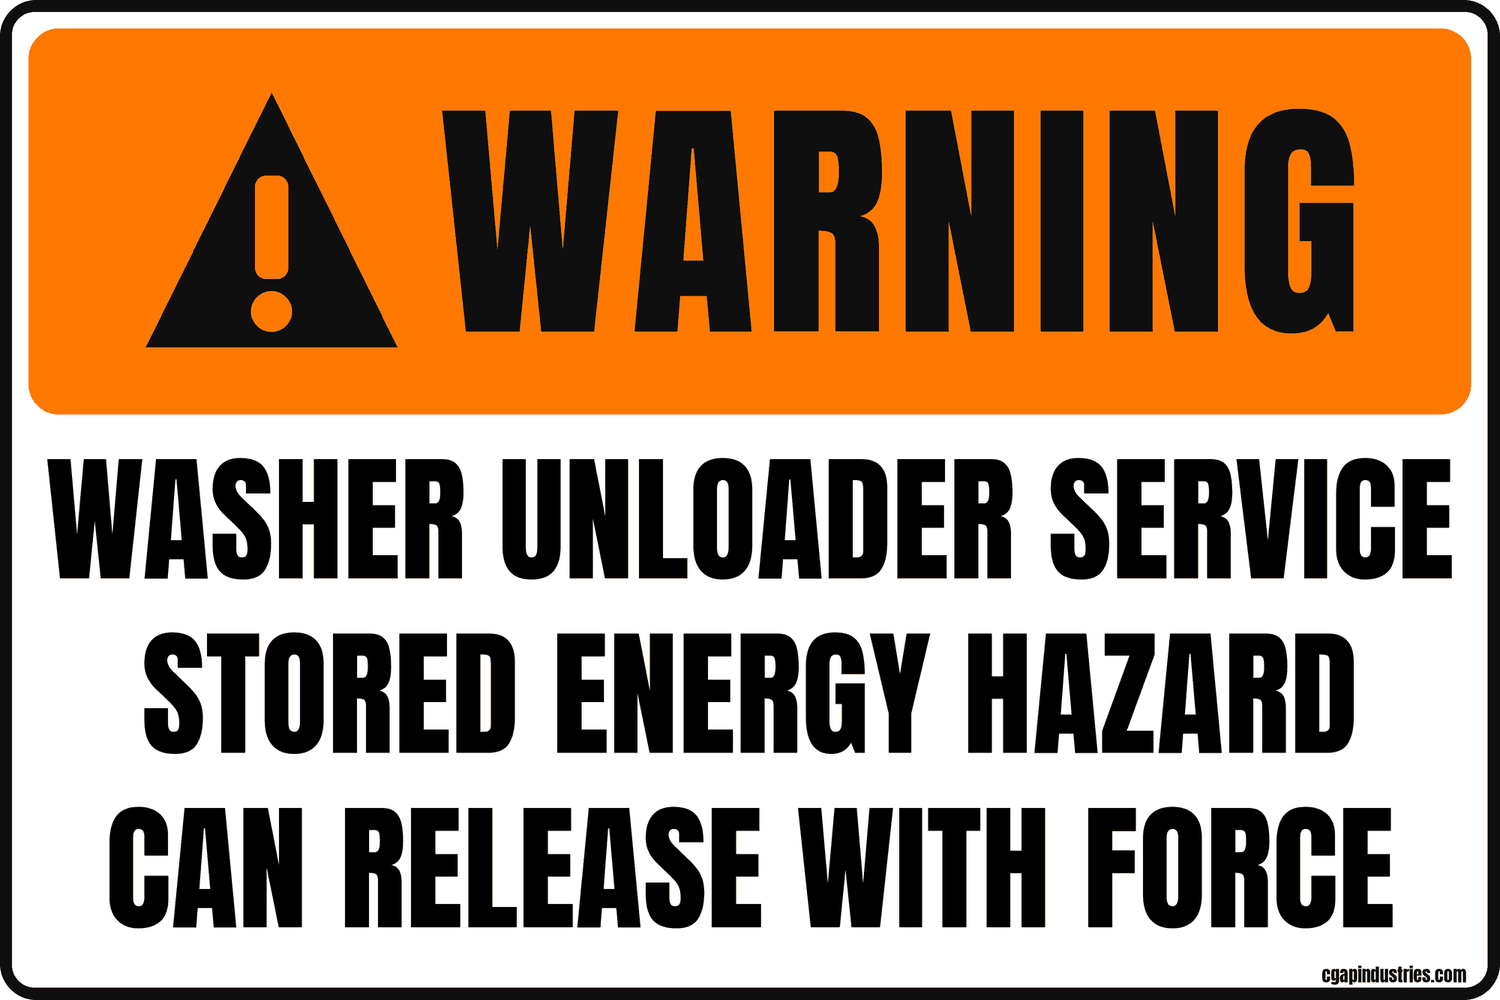 WARNING
WASHER UNLOADER SERVICE
STORED ENERGY HAZARD
CAN RELEASE WITH FORCE
cgapindustries.com